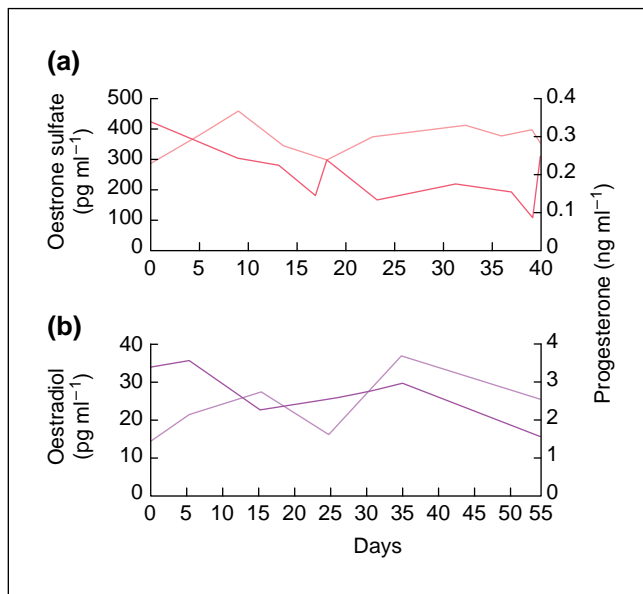 (a)
Oestrone sulfate
(pg ml⁻¹)
500
400
300
200
100
0
0 5 10 15 20 25 30 35 40
0.4
0.3
0.2
0.1
0
Progesterone (ng ml⁻¹)
(b)
Oestradiol
(pg ml⁻¹)
40
30
20
10
0
0 5 15 10 20 25 30 35 40 45 50 55
4
3
2
1
0
Days